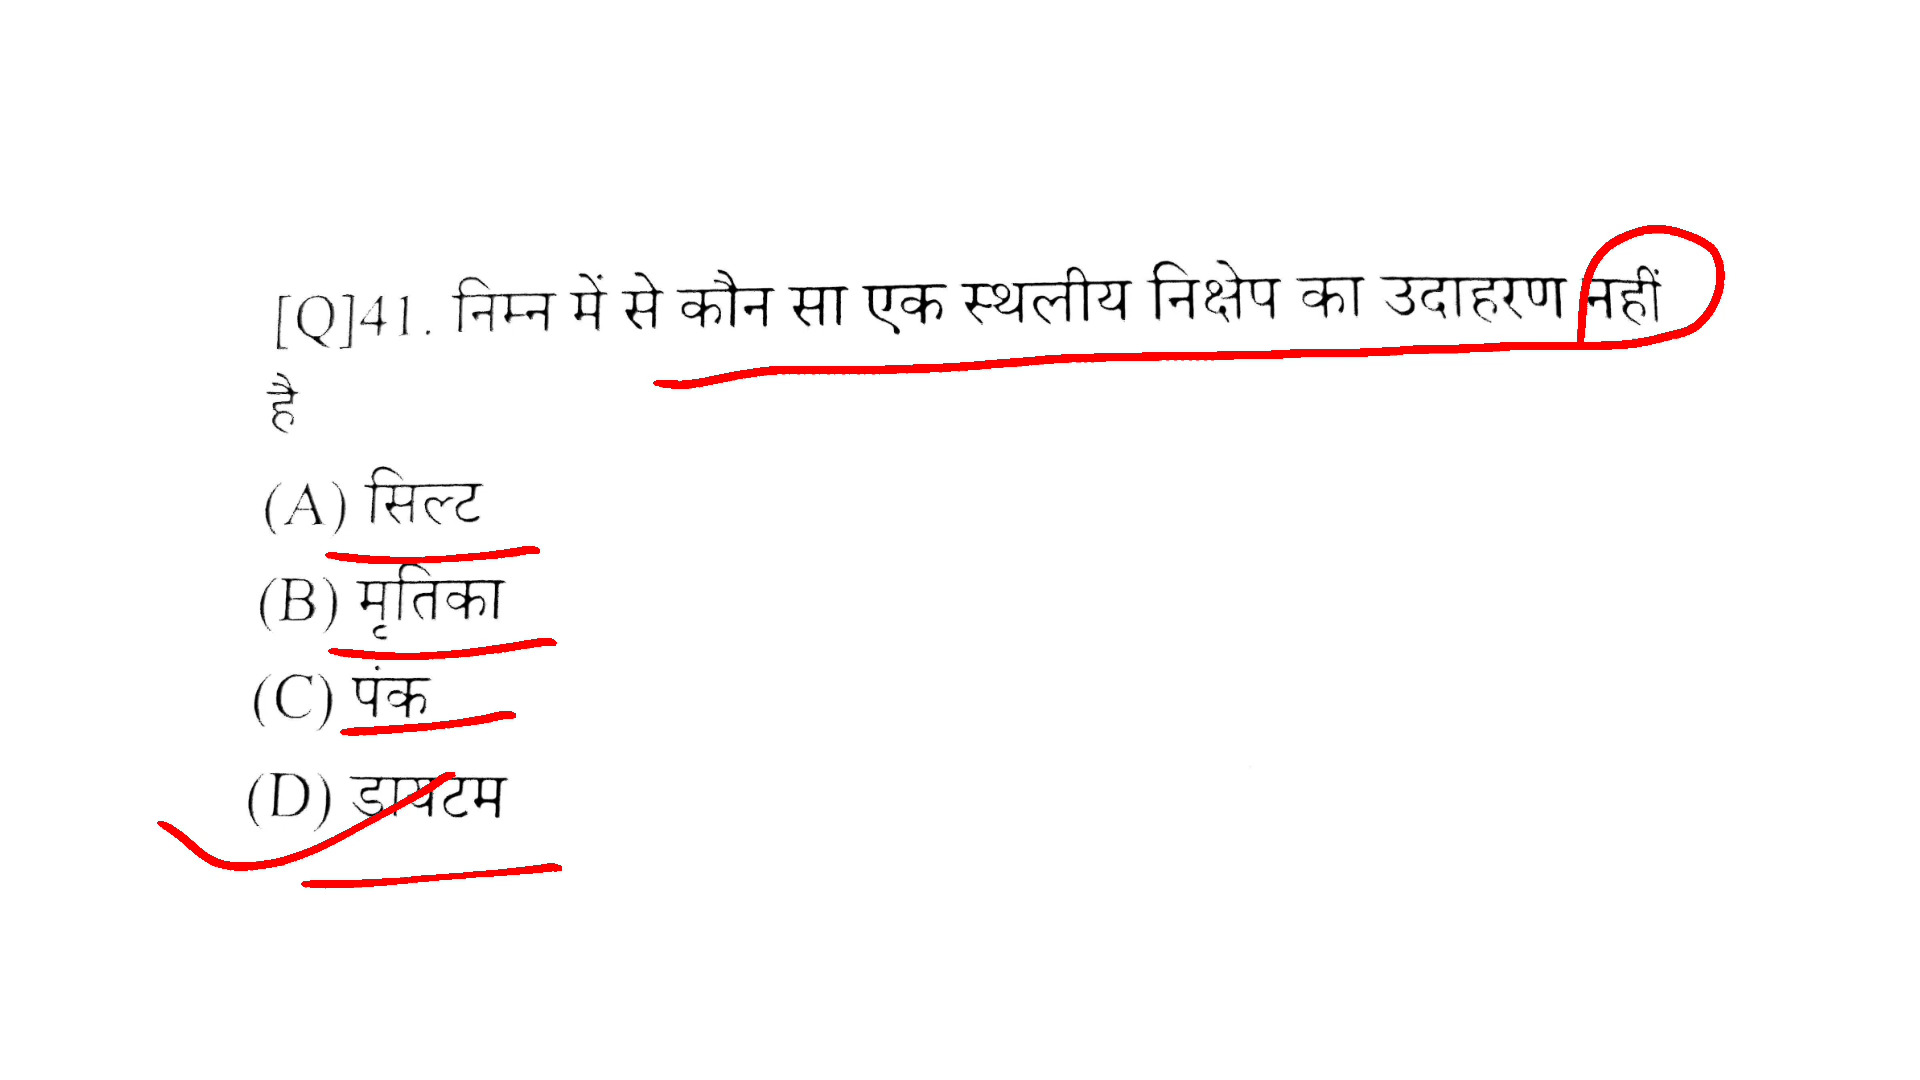 [Q]41. निम्न में से कौन सा एक स्थलीय निक्षेप का उदाहरण नहीं
है
(A) सिल्ट
(B) मृतिका
(C) पंक
(D) डायटम